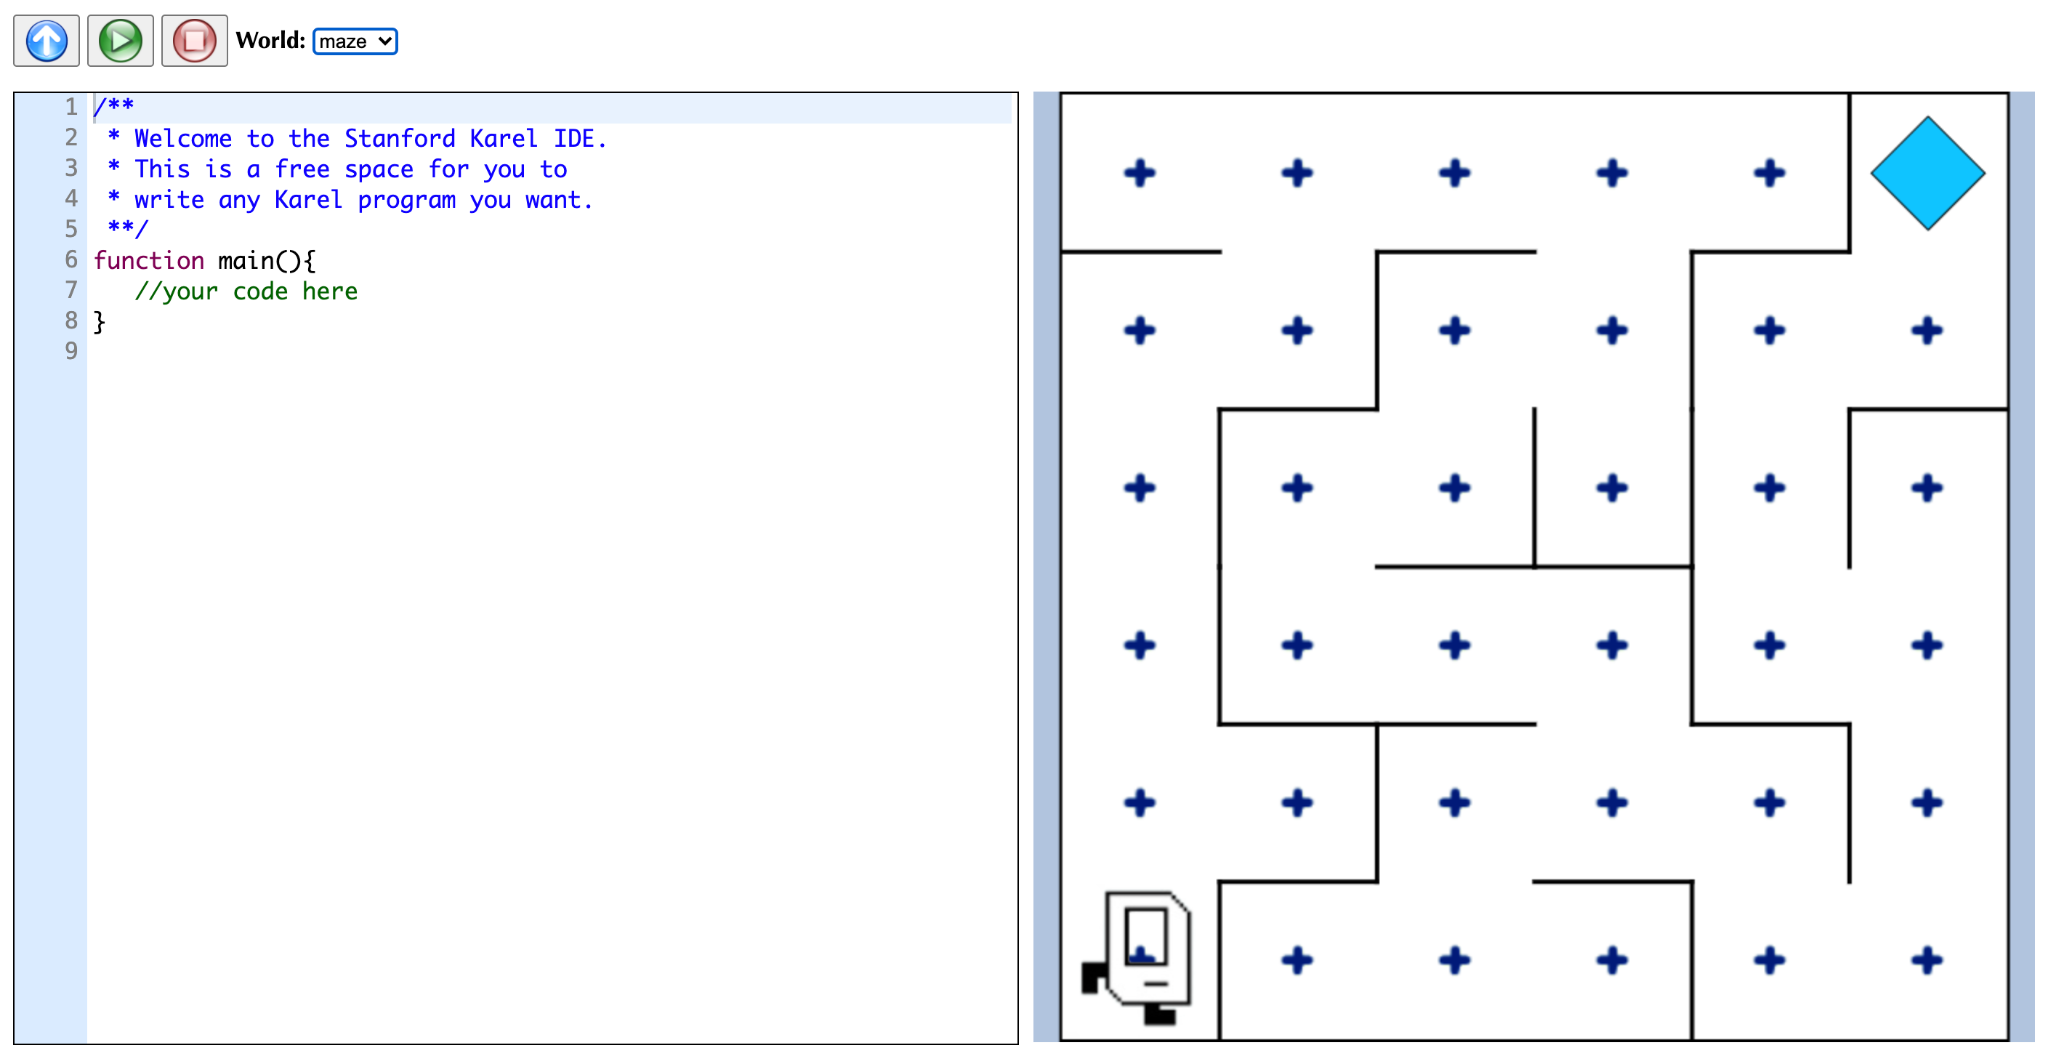 World: maze
1 /**
2  * Welcome to the Stanford Karel IDE.
3  * This is a free space for you to
4  * write any Karel program you want.
5  **/
6 function main(){
7    //your code here
8 }
9